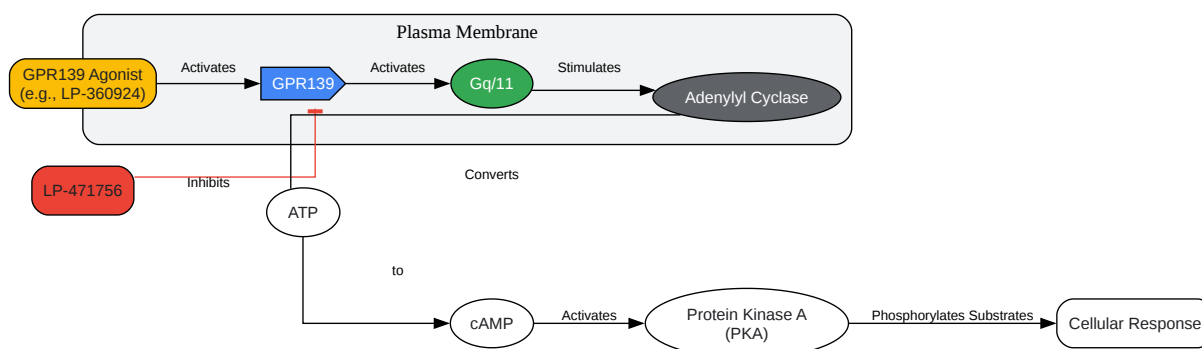 Plasma Membrane
GPR139 Agonist
(e.g., LP-360924)
Activates
GPR139
Activates
Gq/11
Stimulates
Adenylyl Cyclase
LP-471756
Inhibits
Converts
ATP
to
cAMP
Activates
Protein Kinase A
(PKA)
Phosphorylates Substrates
Cellular Response